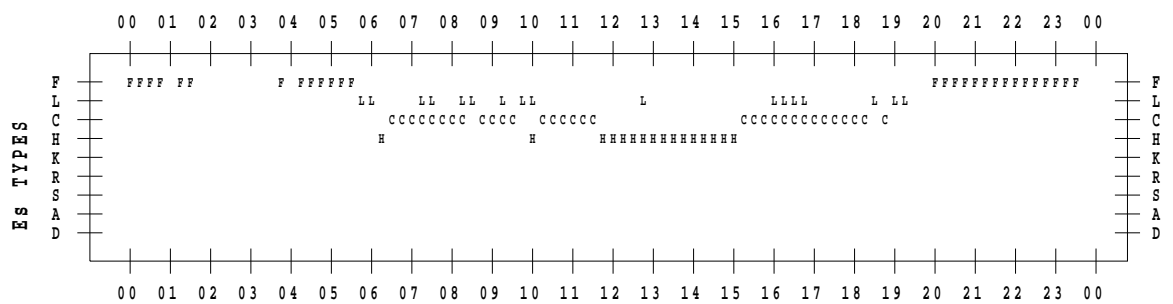 00 01 02 03 04 05 06 07 08 09 10 11 12 13 14 15 16 17 18 19 20 21 22 23 00
Es TYPES
F FFFF FF F FFFFFF FFFFFFFFFFFFFFF F
L LL LL LL L LL L LLLL L LL L
C CCCCCCCC CCCC CCCCCC CCCCCCCCCCCCC C C
H H H HHHHHHHHHHHHHH H
K K
R R
S S
A A
D D
00 01 02 03 04 05 06 07 08 09 10 11 12 13 14 15 16 17 18 19 20 21 22 23 00